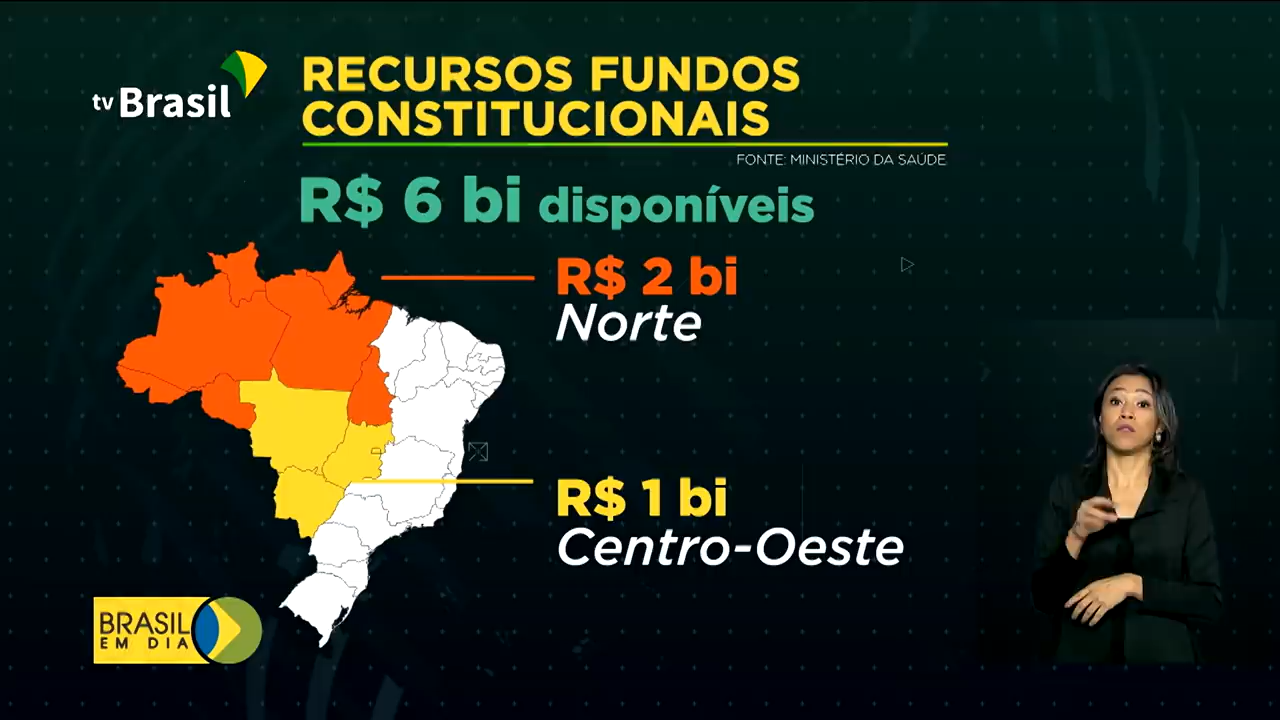 tv Brasil
RECURSOS FUNDOS
CONSTITUCIONAIS
FONTE: MINISTÉRIO DA SAÚDE
R$ 6 bi disponíveis
R$ 2 bi
Norte
R$ 1 bi
Centro-Oeste
BRASIL
EM DIA